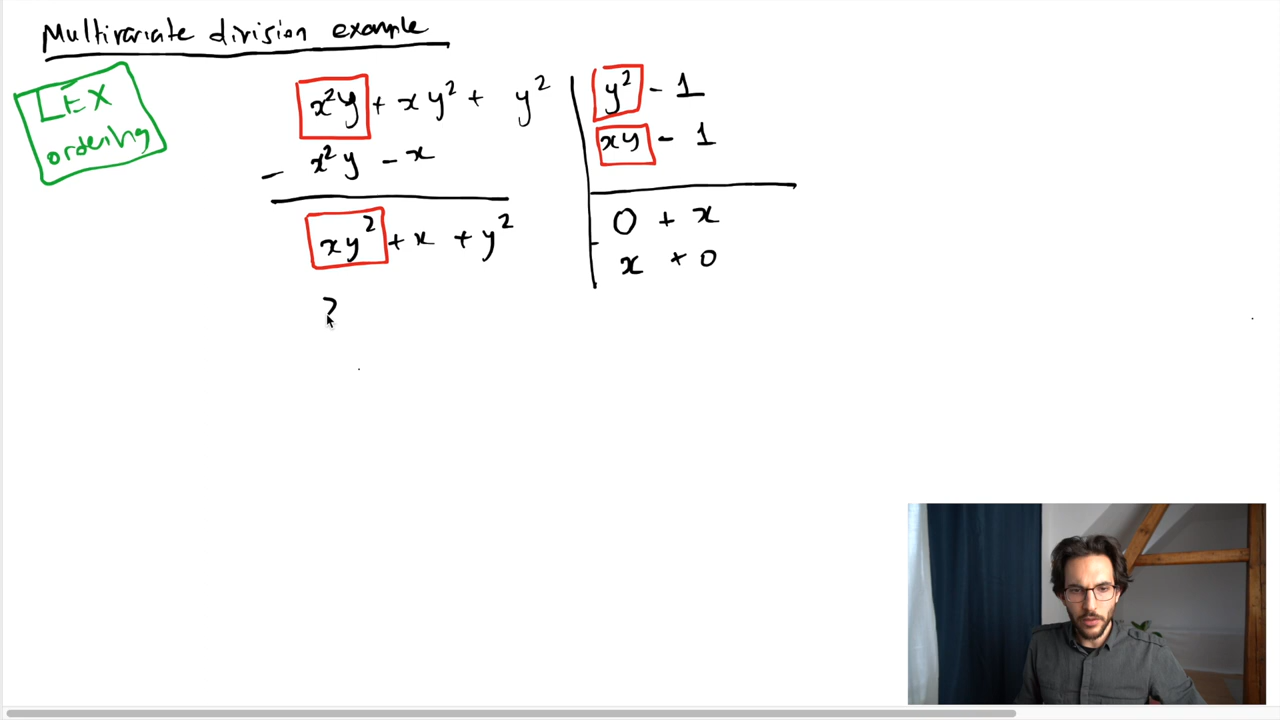 Multivariate division example
LEX
ordering
x²y + xy² + y²
y² - 1
xy - 1
- x²y - x
xy² + x + y²
0 + x
x + 0
?